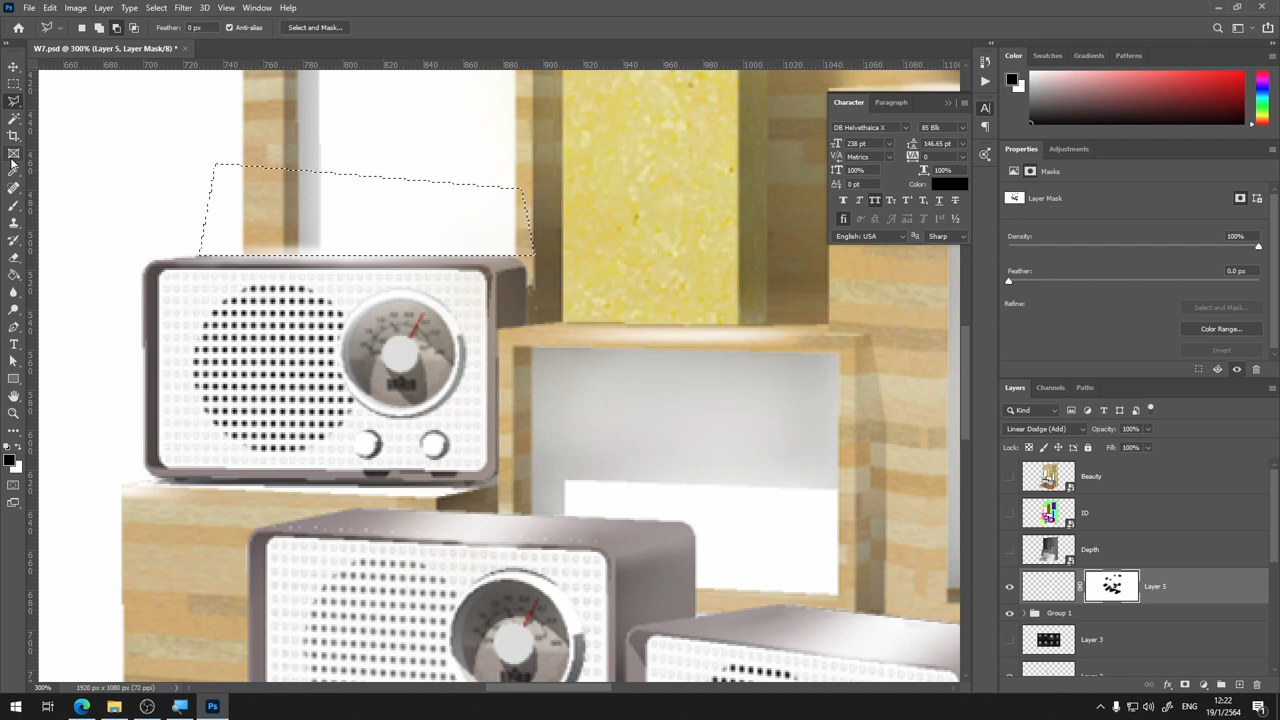 File Edit Image Layer Type Select Filter 3D View Window Help
Feather: 0 px Anti-alias Select and Mask...
W7.psd @ 300% (Layer 5, Layer Mask/8) *
660 680 700 720 740 760 780 800 820 840 860 880 900 920 940 960 980 1000 1020 1040 1060 1080 1100
Color Swatches Gradients Patterns
Character Paragraph
DB Helvethaica X 85 Blk
238 pt 146.65 pt
Metrics 0
100% 100%
0 pt Color:
English: USA Sharp
Properties Adjustments
Masks
Layer Mask
Density: 100%
Feather: 0.0 px
Refine: Select and Mask...
Color Range...
Invert
Layers Channels Paths
Kind
Linear Dodge (Add) Opacity: 100%
Lock: Fill: 100%
Beauty
ID
Depth
Layer 5
Group 1
Layer 3
300% 1920 px x 1080 px (72 ppi)
ENG 12:22
19/1/2564